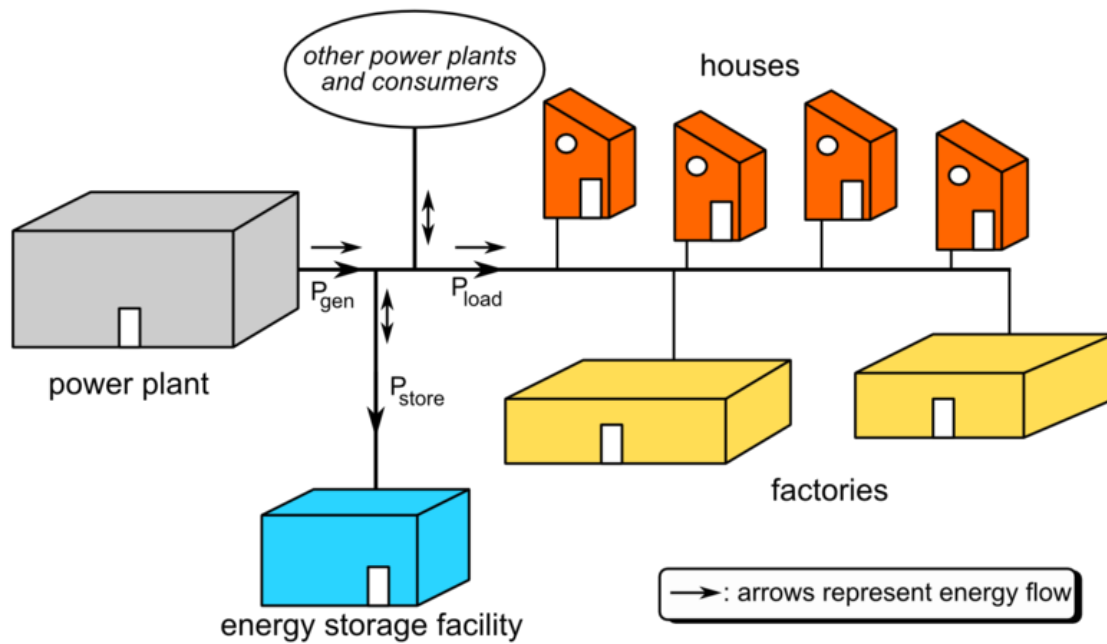 other power plants
and consumers
houses
P_gen
P_load
power plant
P_store
factories
→: arrows represent energy flow
energy storage facility